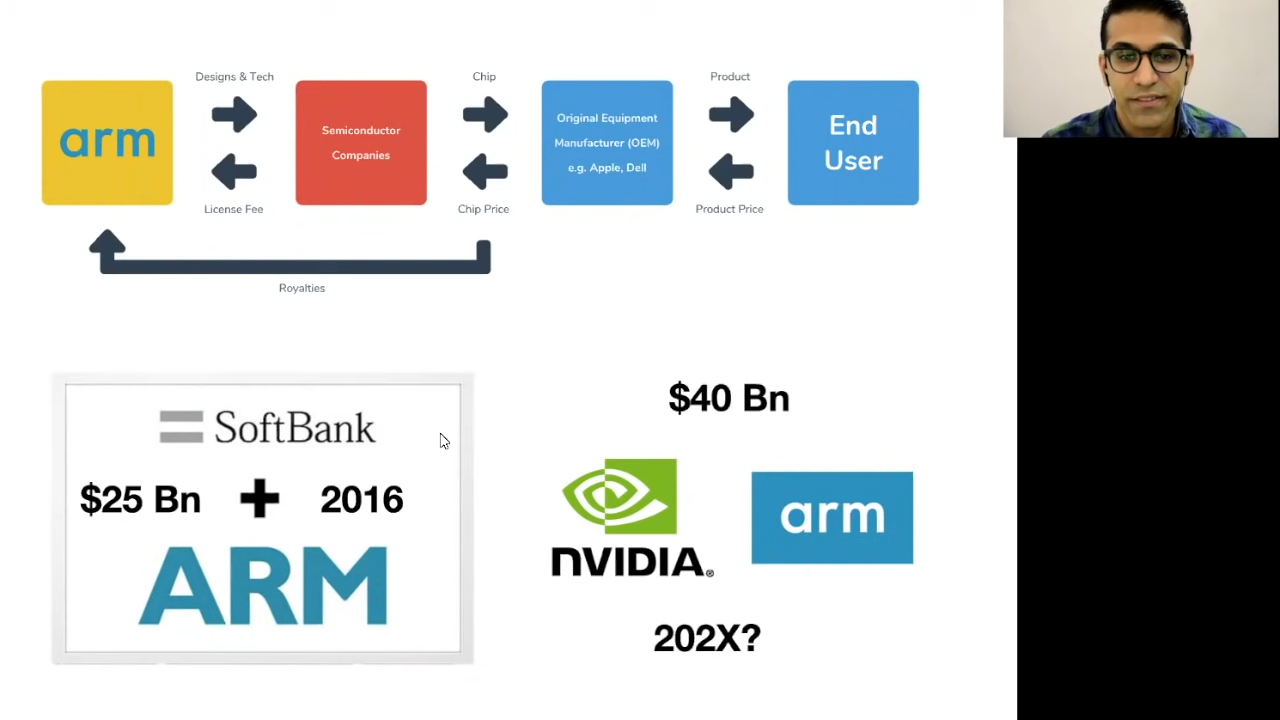 Designs & Tech
Chip
Product
arm
Semiconductor
Companies
Original Equipment
Manufacturer (OEM)
e.g. Apple, Dell
End
User
License Fee
Chip Price
Product Price
Royalties
SoftBank
$25 Bn + 2016
ARM
$40 Bn
NVIDIA®
arm
202X?